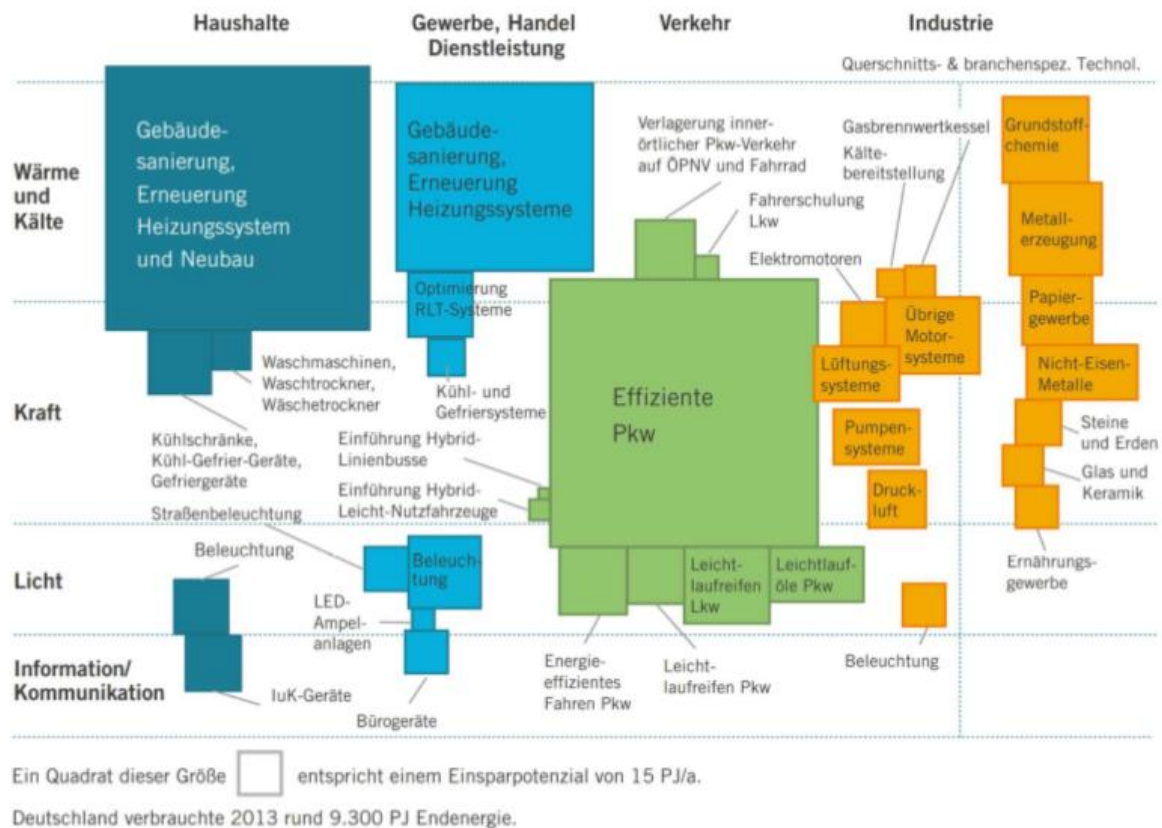 Haushalte
Gewerbe, Handel
Dienstleistung
Verkehr
Industrie
Querschnitts- & branchenspez. Technol.
Wärme
und
Kälte
Kraft
Licht
Information/
Kommunikation
Gebäude-
sanierung,
Erneuerung
Heizungssystem
und Neubau
Waschmaschinen,
Waschtrockner,
Wäschetrockner
Kühlschränke,
Kühl-Gefrier-Geräte,
Gefriergeräte
Beleuchtung
IuK-Geräte
Gebäude-
sanierung,
Erneuerung
Heizungssysteme
Optimierung
RLT-Systeme
Kühl- und
Gefriersysteme
Straßenbeleuchtung
Beleuch-
tung
LED-
Ampel-
anlagen
Bürogeräte
Verlagerung inner-
örtlicher Pkw-Verkehr
auf ÖPNV und Fahrrad
Fahrerschulung
Lkw
Effiziente
Pkw
Einführung Hybrid-
Linienbusse
Einführung Hybrid-
Leicht-Nutzfahrzeuge
Energie-
effizientes
Fahren Pkw
Leicht-
laufreifen Pkw
Leicht-
laufreifen
Lkw
Leichtlauf-
öle Pkw
Gasbrennwertkessel
Kälte-
bereitstellung
Elektromotoren
Übrige
Motor-
systeme
Lüftungs-
systeme
Pumpen-
systeme
Druck-
luft
Beleuchtung
Grundstoff-
chemie
Metall-
erzeugung
Papier-
gewerbe
Nicht-Eisen-
Metalle
Steine
und Erden
Glas und
Keramik
Ernährungs-
gewerbe
Ein Quadrat dieser Größe entspricht einem Einsparpotenzial von 15 PJ/a.
Deutschland verbrauchte 2013 rund 9.300 PJ Endenergie.